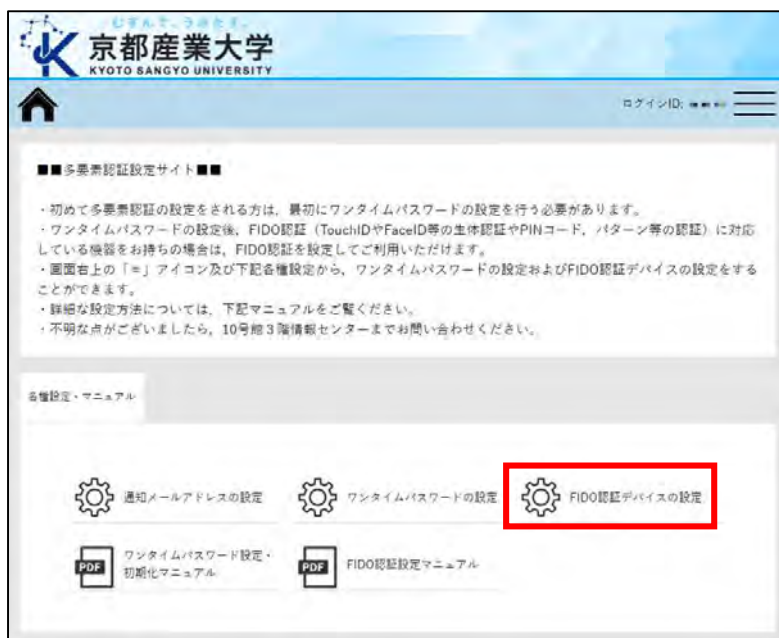 むすんで、うみだす。
京都産業大学
KYOTO SANGYO UNIVERSITY
ログインID:
■■多要素認証設定サイト■■
・初めて多要素認証の設定をされる方は、最初にワンタイムパスワードの設定を行う必要があります。
・ワンタイムパスワードの設定後、FIDO認証（TouchIDやFaceID等の生体認証やPINコード、パターン等の認証）に対応
している機器をお持ちの場合は、FIDO認証を設定してご利用いただけます。
・画面右上の「≡」アイコン及び下記各種設定から、ワンタイムパスワードの設定およびFIDO認証デバイスの設定をする
ことができます。
・詳細な設定方法については、下記マニュアルをご覧ください。
・不明な点がございましたら、10号館３階情報センターまでお問い合わせください。
各種設定・マニュアル
通知メールアドレスの設定
ワンタイムパスワードの設定
FIDO認証デバイスの設定
PDF
ワンタイムパスワード設定・
初期化マニュアル
PDF
FIDO認証設定マニュアル